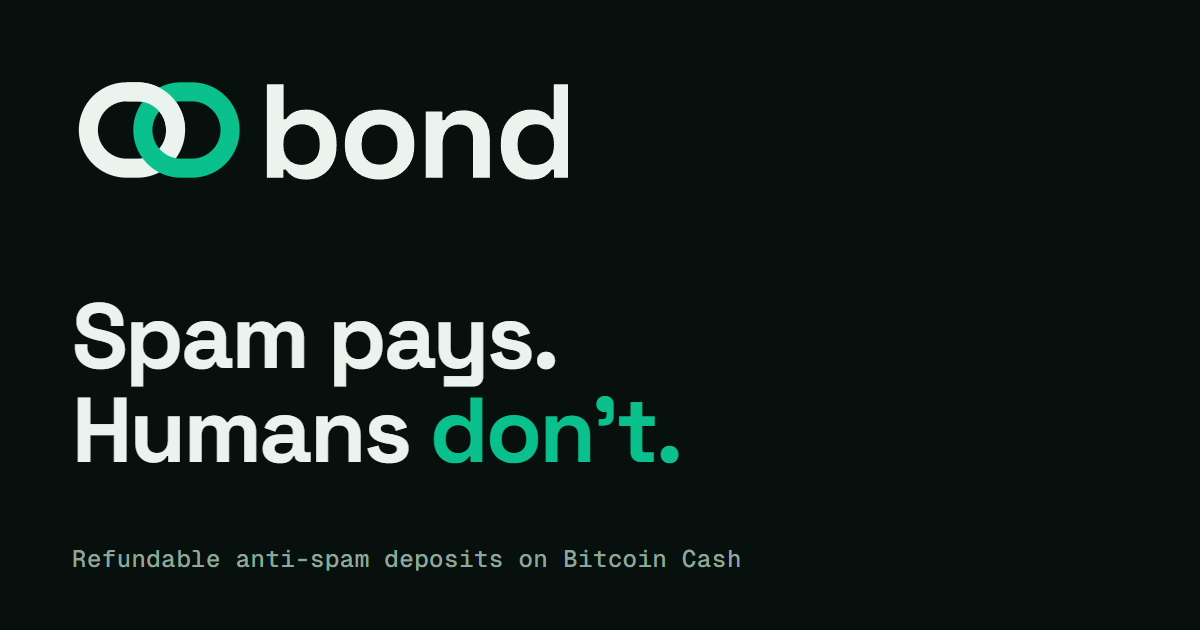 bond
Spam pays.
Humans don’t.
Refundable anti-spam deposits on Bitcoin Cash